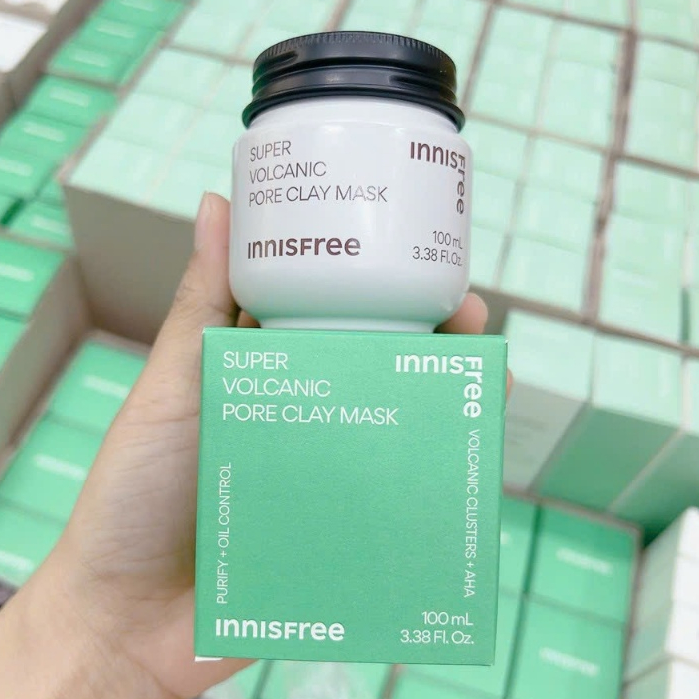 SUPER
VOLCANIC
PORE CLAY MASK
INNISFree
INNISFree
100 mL
3.38 Fl. Oz.
SUPER
VOLCANIC
PORE CLAY MASK
INNISFree
PURIFY + OIL CONTROL
VOLCANIC CLUSTERS + AHA
INNISFree
100 mL
3.38 Fl. Oz.